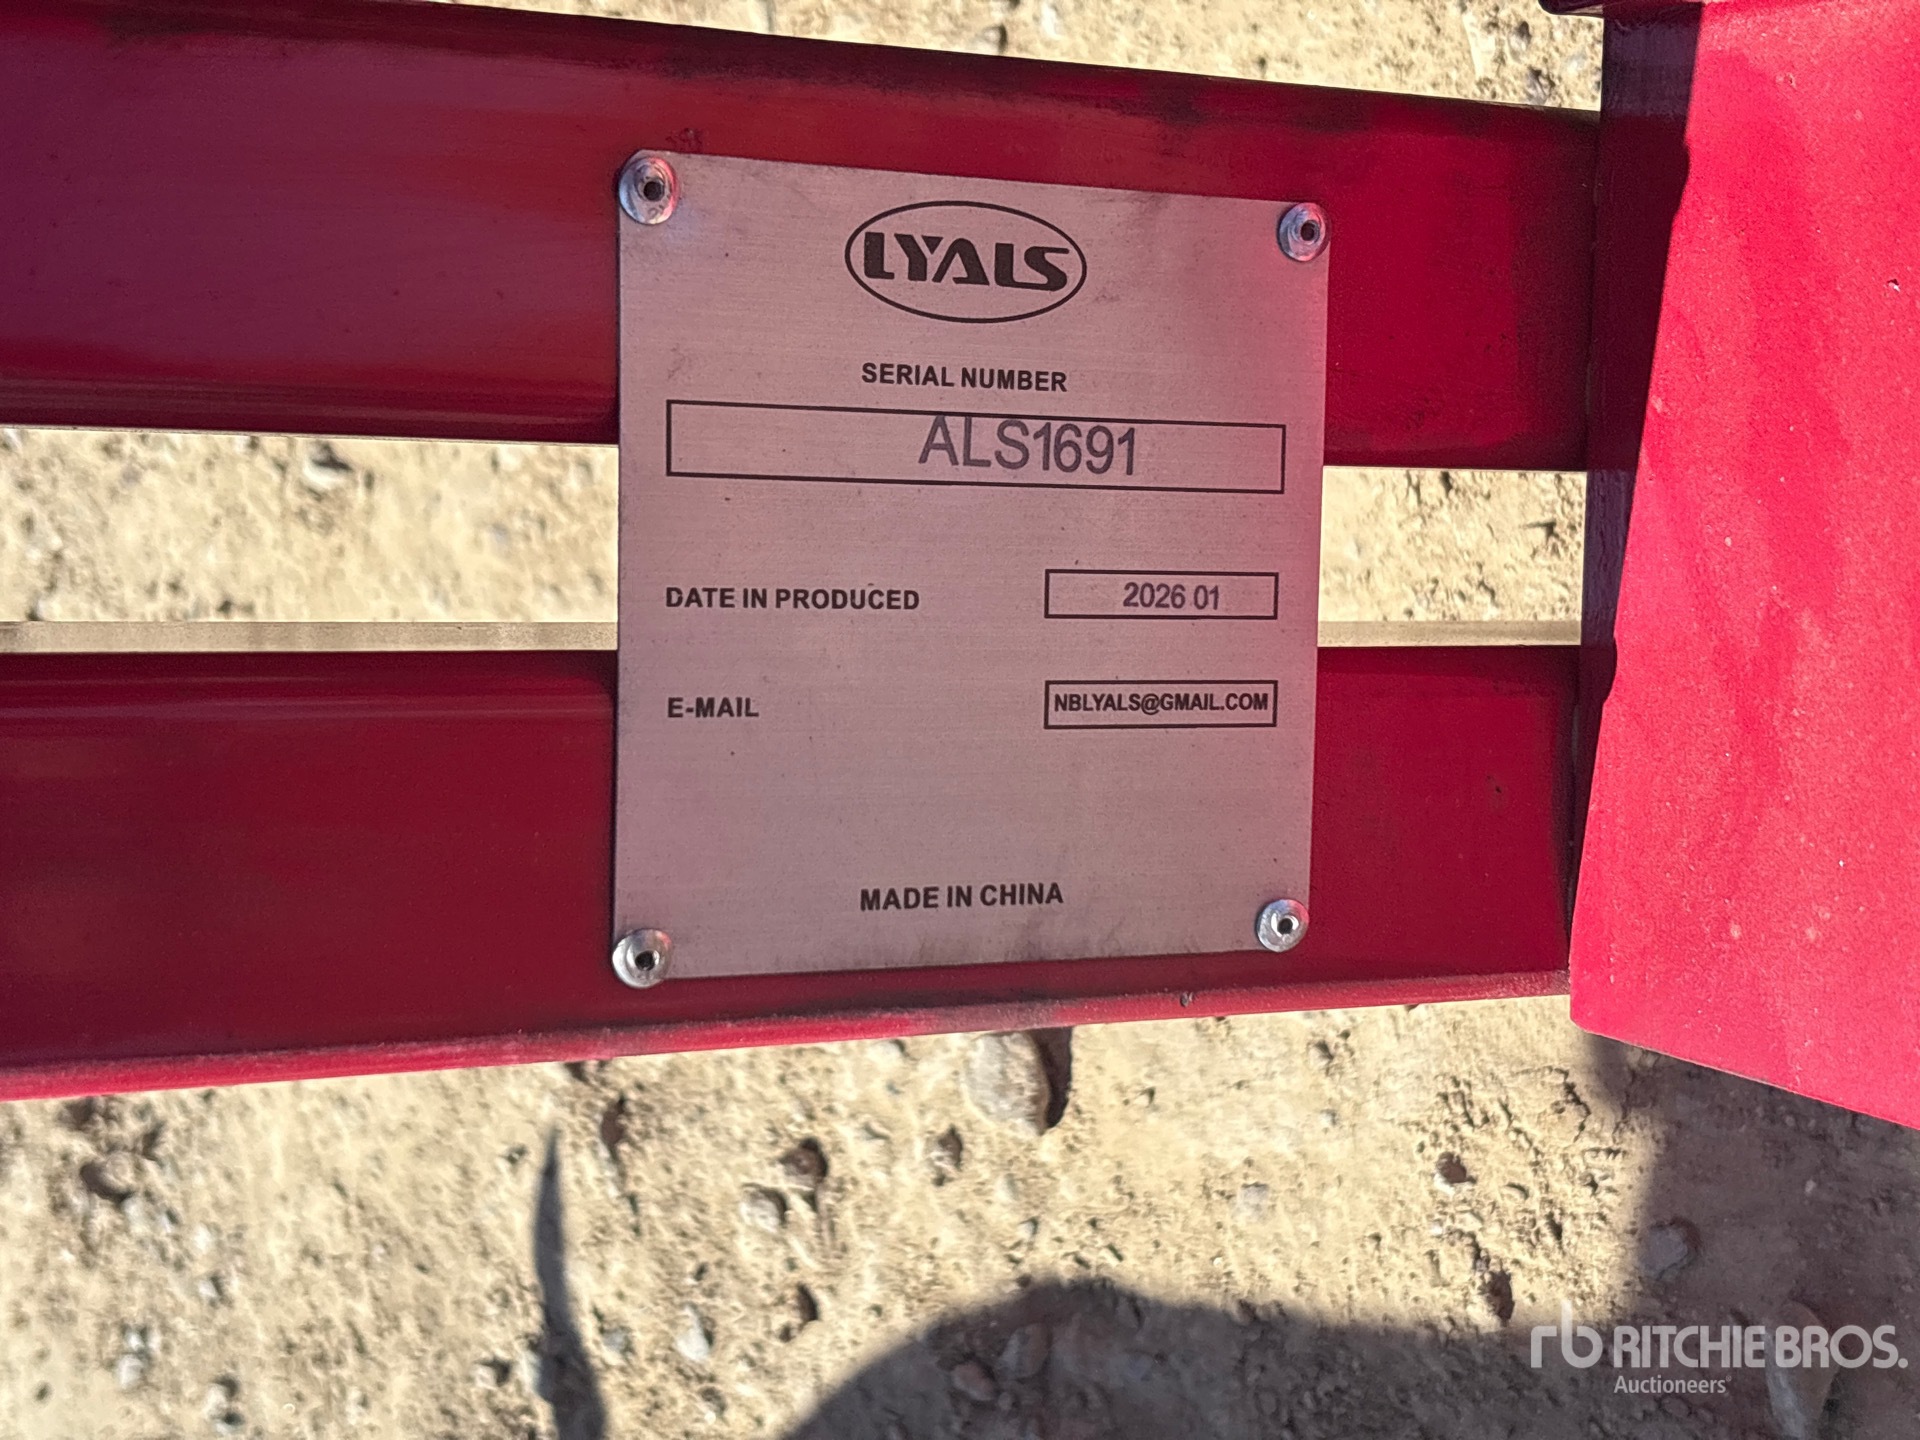 LYALS
SERIAL NUMBER
ALS1691
DATE IN PRODUCED 2026 01
E-MAIL NBLYALS@GMAIL.COM
MADE IN CHINA
rb RITCHIE BROS.
Auctioneers